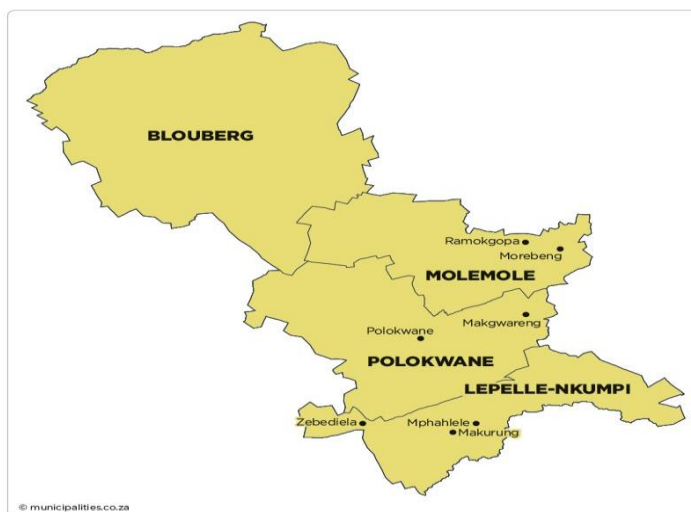 BLOUBERG
Ramokgopa
Morebeng
MOLEMOLE
Makgwareng
Polokwane
POLOKWANE
LEPELLE-NKUMPI
Zebediela
Mphahlele
Makurung
© municipalities.co.za